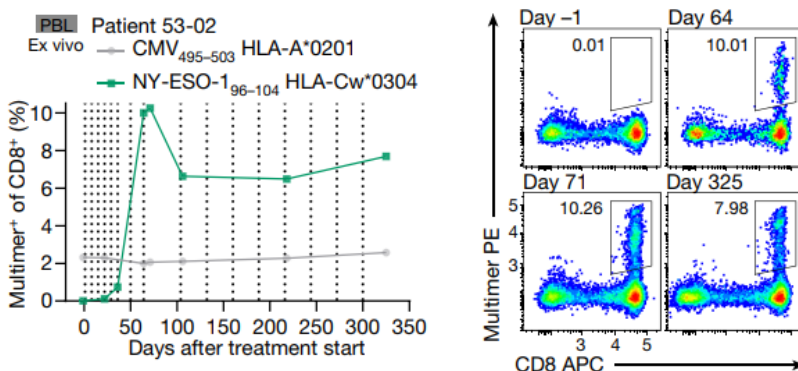 PBL
Ex vivo
Patient 53-02
CMV495–503 HLA-A*0201
NY-ESO-196–104 HLA-Cw*0304
Multimer+ of CD8+ (%)
10
8
6
4
2
0
0 50 100 150 200 250 300 350
Days after treatment start
Day –1
0.01
Day 64
10.01
Day 71
10.26
Day 325
7.98
Multimer PE
5
4
3
3 4 5
CD8 APC